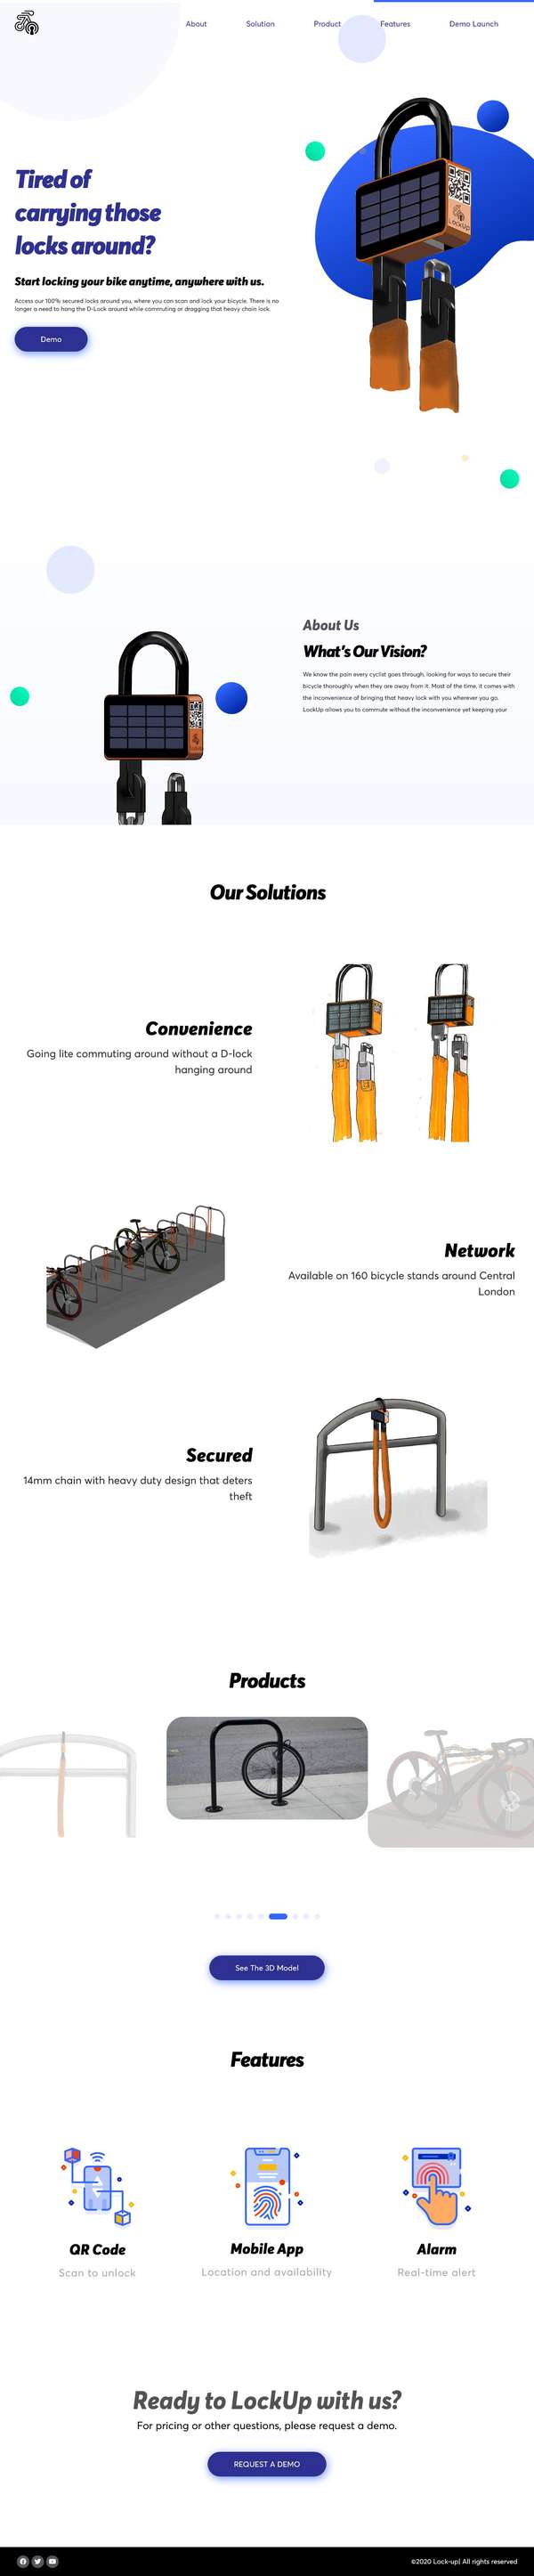 About
Solution
Product
Features
Demo Launch
Tired of
carrying those
locks around?
LockUp
Start locking your bike anytime, anywhere with us.
Access our 100% secured locks around you, where you can scan and lock your bicycle. There is no
longer a need to hang the D-Lock around while commuting or dragging that heavy chain lock.
Demo
About Us
What's Our Vision?
We know the pain every cyclist goes through, looking for ways to secure their
bicycle thoroughly when they are away from it. Most of the time, it comes with
the inconvenience of bringing that heavy lock with you wherever you go.
LockUp allows you to commute without the inconvenience yet keeping your
Our Solutions
Convenience
Going lite commuting around without a D-lock
hanging around
Network
Available on 160 bicycle stands around Central
London
Secured
14mm chain with heavy duty design that deters
theft
Products
See The 3D Model
Features
QR Code
Scan to unlock
Mobile App
Location and availability
Alarm
Real-time alert
Ready to LockUp with us?
For pricing or other questions, please request a demo.
REQUEST A DEMO
©2020 Lock-up| All rights reserved